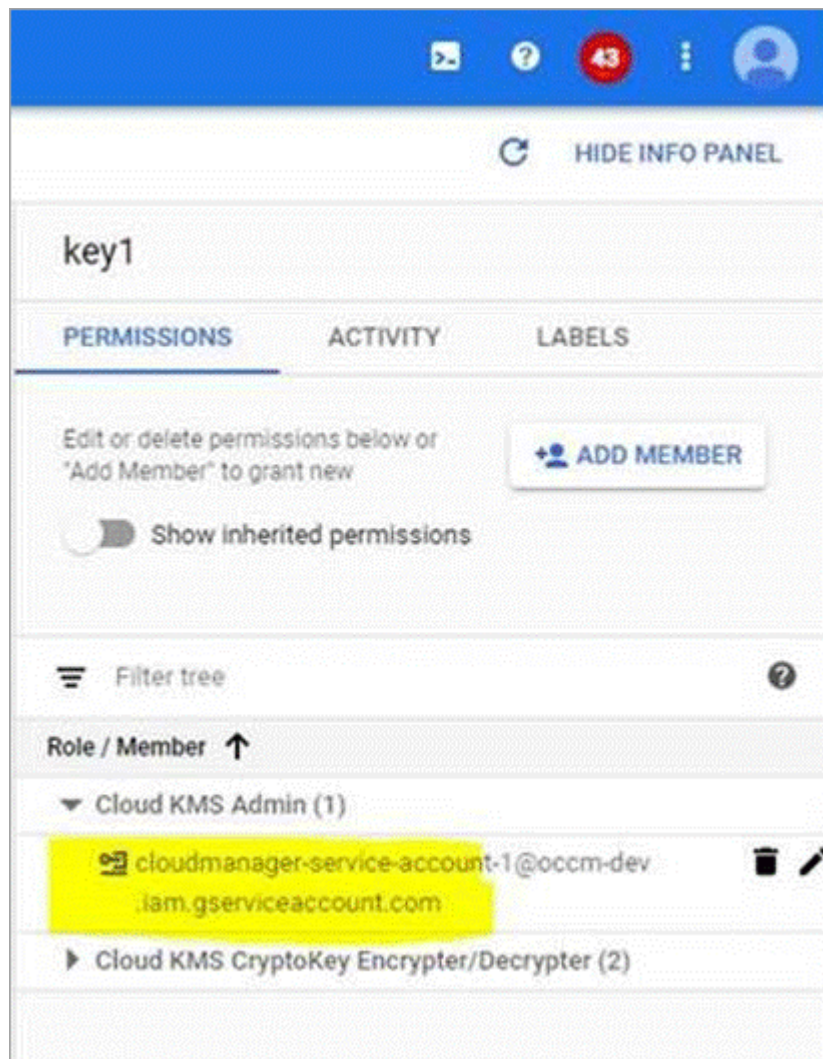 43
HIDE INFO PANEL
key1
PERMISSIONS ACTIVITY LABELS
Edit or delete permissions below or
"Add Member" to grant new
ADD MEMBER
Show inherited permissions
Filter tree
Role / Member
Cloud KMS Admin (1)
cloudmanager-service-account-1@occm-dev
.iam.gserviceaccount.com
Cloud KMS CryptoKey Encrypter/Decrypter (2)